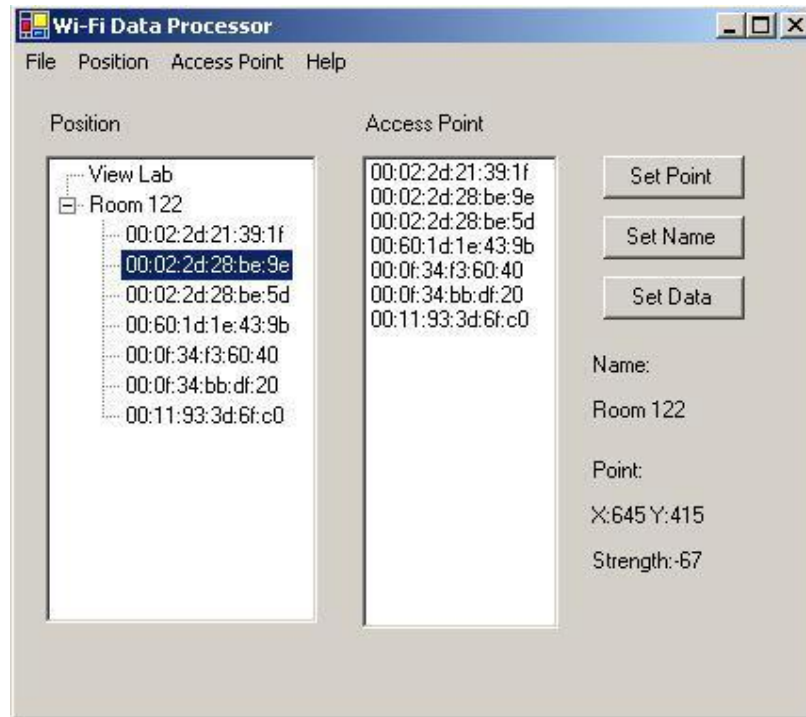 Wi-Fi Data Processor
File Position Access Point Help
Position
View Lab
Room 122
00:02:2d:21:39:1f
00:02:2d:28:be:9e
00:02:2d:28:be:5d
00:60:1d:1e:43:9b
00:0f:34:f3:60:40
00:0f:34:bb:df:20
00:11:93:3d:6f:c0
Access Point
00:02:2d:21:39:1f
00:02:2d:28:be:9e
00:02:2d:28:be:5d
00:60:1d:1e:43:9b
00:0f:34:f3:60:40
00:0f:34:bb:df:20
00:11:93:3d:6f:c0
Set Point
Set Name
Set Data
Name:
Room 122
Point:
X:645 Y:415
Strength:-67